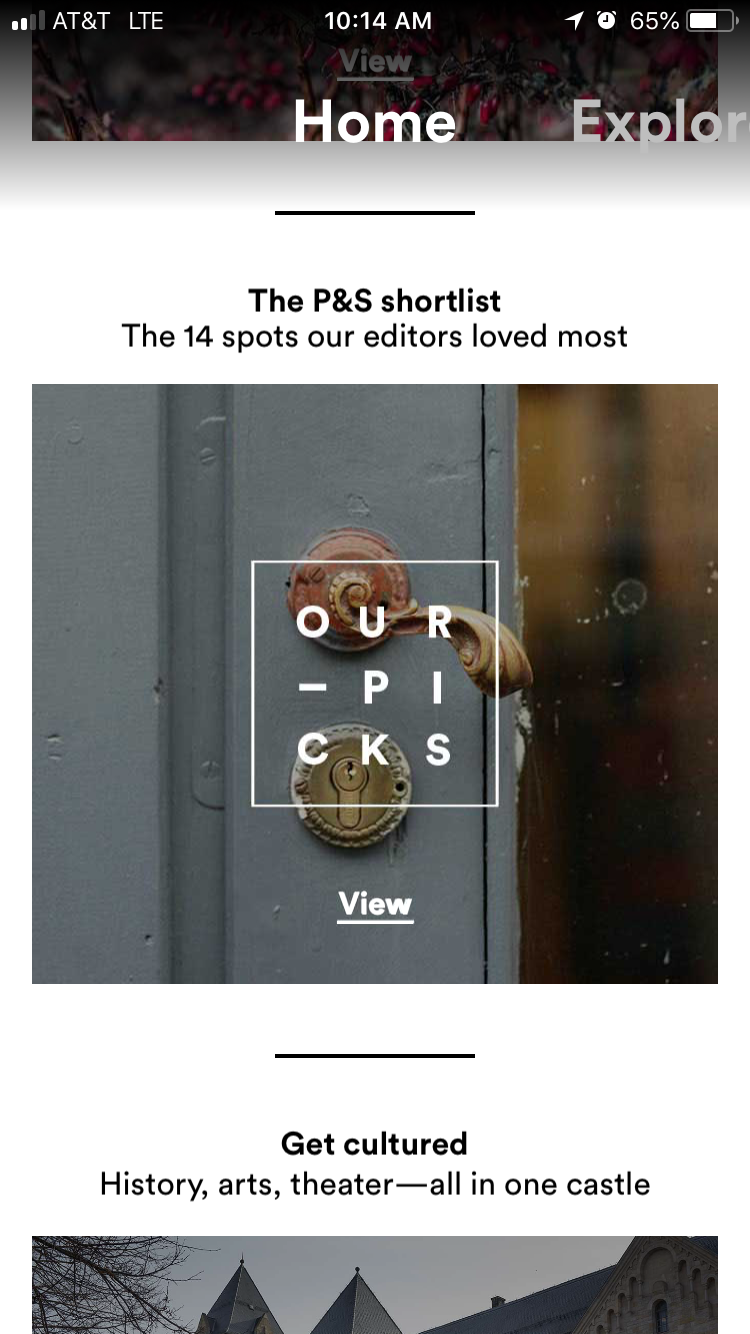 AT&T LTE 10:14 AM 65%
View
Home Explor
The P&S shortlist
The 14 spots our editors loved most
OUR
–PI
CKS
View
Get cultured
History, arts, theater—all in one castle